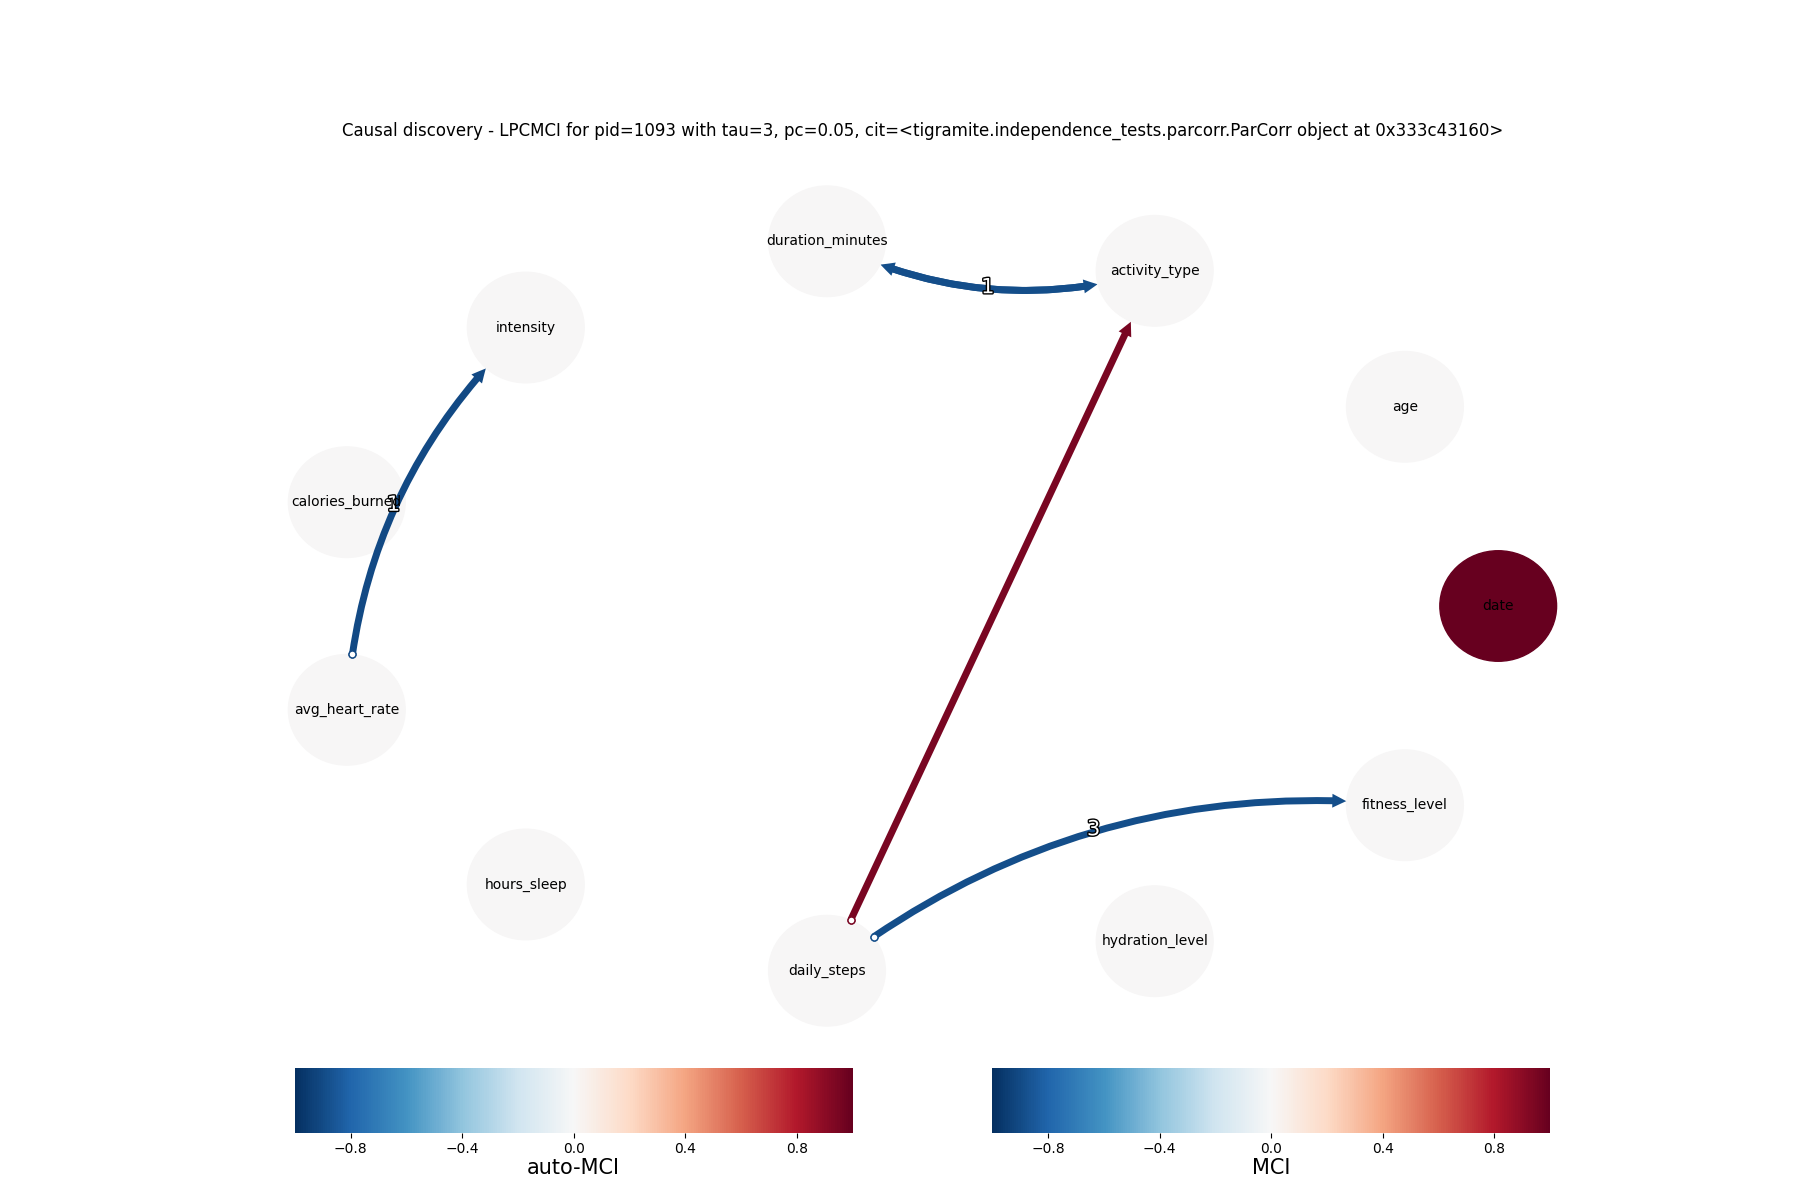 Causal discovery - LPCMCI for pid=1093 with tau=3, pc=0.05, cit=<tigramite.independence_tests.parcorr.ParCorr object at 0x333c43160>
duration_minutes
activity_type
1
intensity
age
calories_burned
1
date
avg_heart_rate
fitness_level
3
hours_sleep
hydration_level
daily_steps
−0.8 −0.4 0.0 0.4 0.8
auto-MCI
−0.8 −0.4 0.0 0.4 0.8
MCI